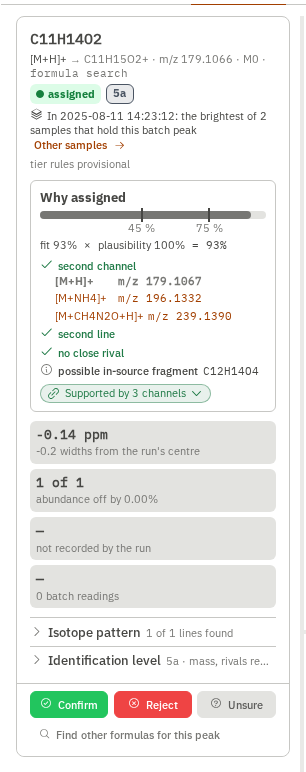 C11H14O2
[M+H]+ → C11H15O2+ · m/z 179.1066 · M0 ·
formula search
assigned 5a
In 2025-08-11 14:23:12: the brightest of 2
samples that hold this batch peak
Other samples →
tier rules provisional
Why assigned
45 % 75 %
fit 93% × plausibility 100% = 93%
second channel
[M+H]+ m/z 179.1067
[M+NH4]+ m/z 196.1332
[M+CH4N2O+H]+ m/z 239.1390
second line
no close rival
possible in-source fragment C12H14O4
Supported by 3 channels
-0.14 ppm
-0.2 widths from the run's centre
1 of 1
abundance off by 0.00%
—
not recorded by the run
—
0 batch readings
Isotope pattern 1 of 1 lines found
Identification level 5a · mass, rivals re...
Confirm Reject Unsure
Find other formulas for this peak